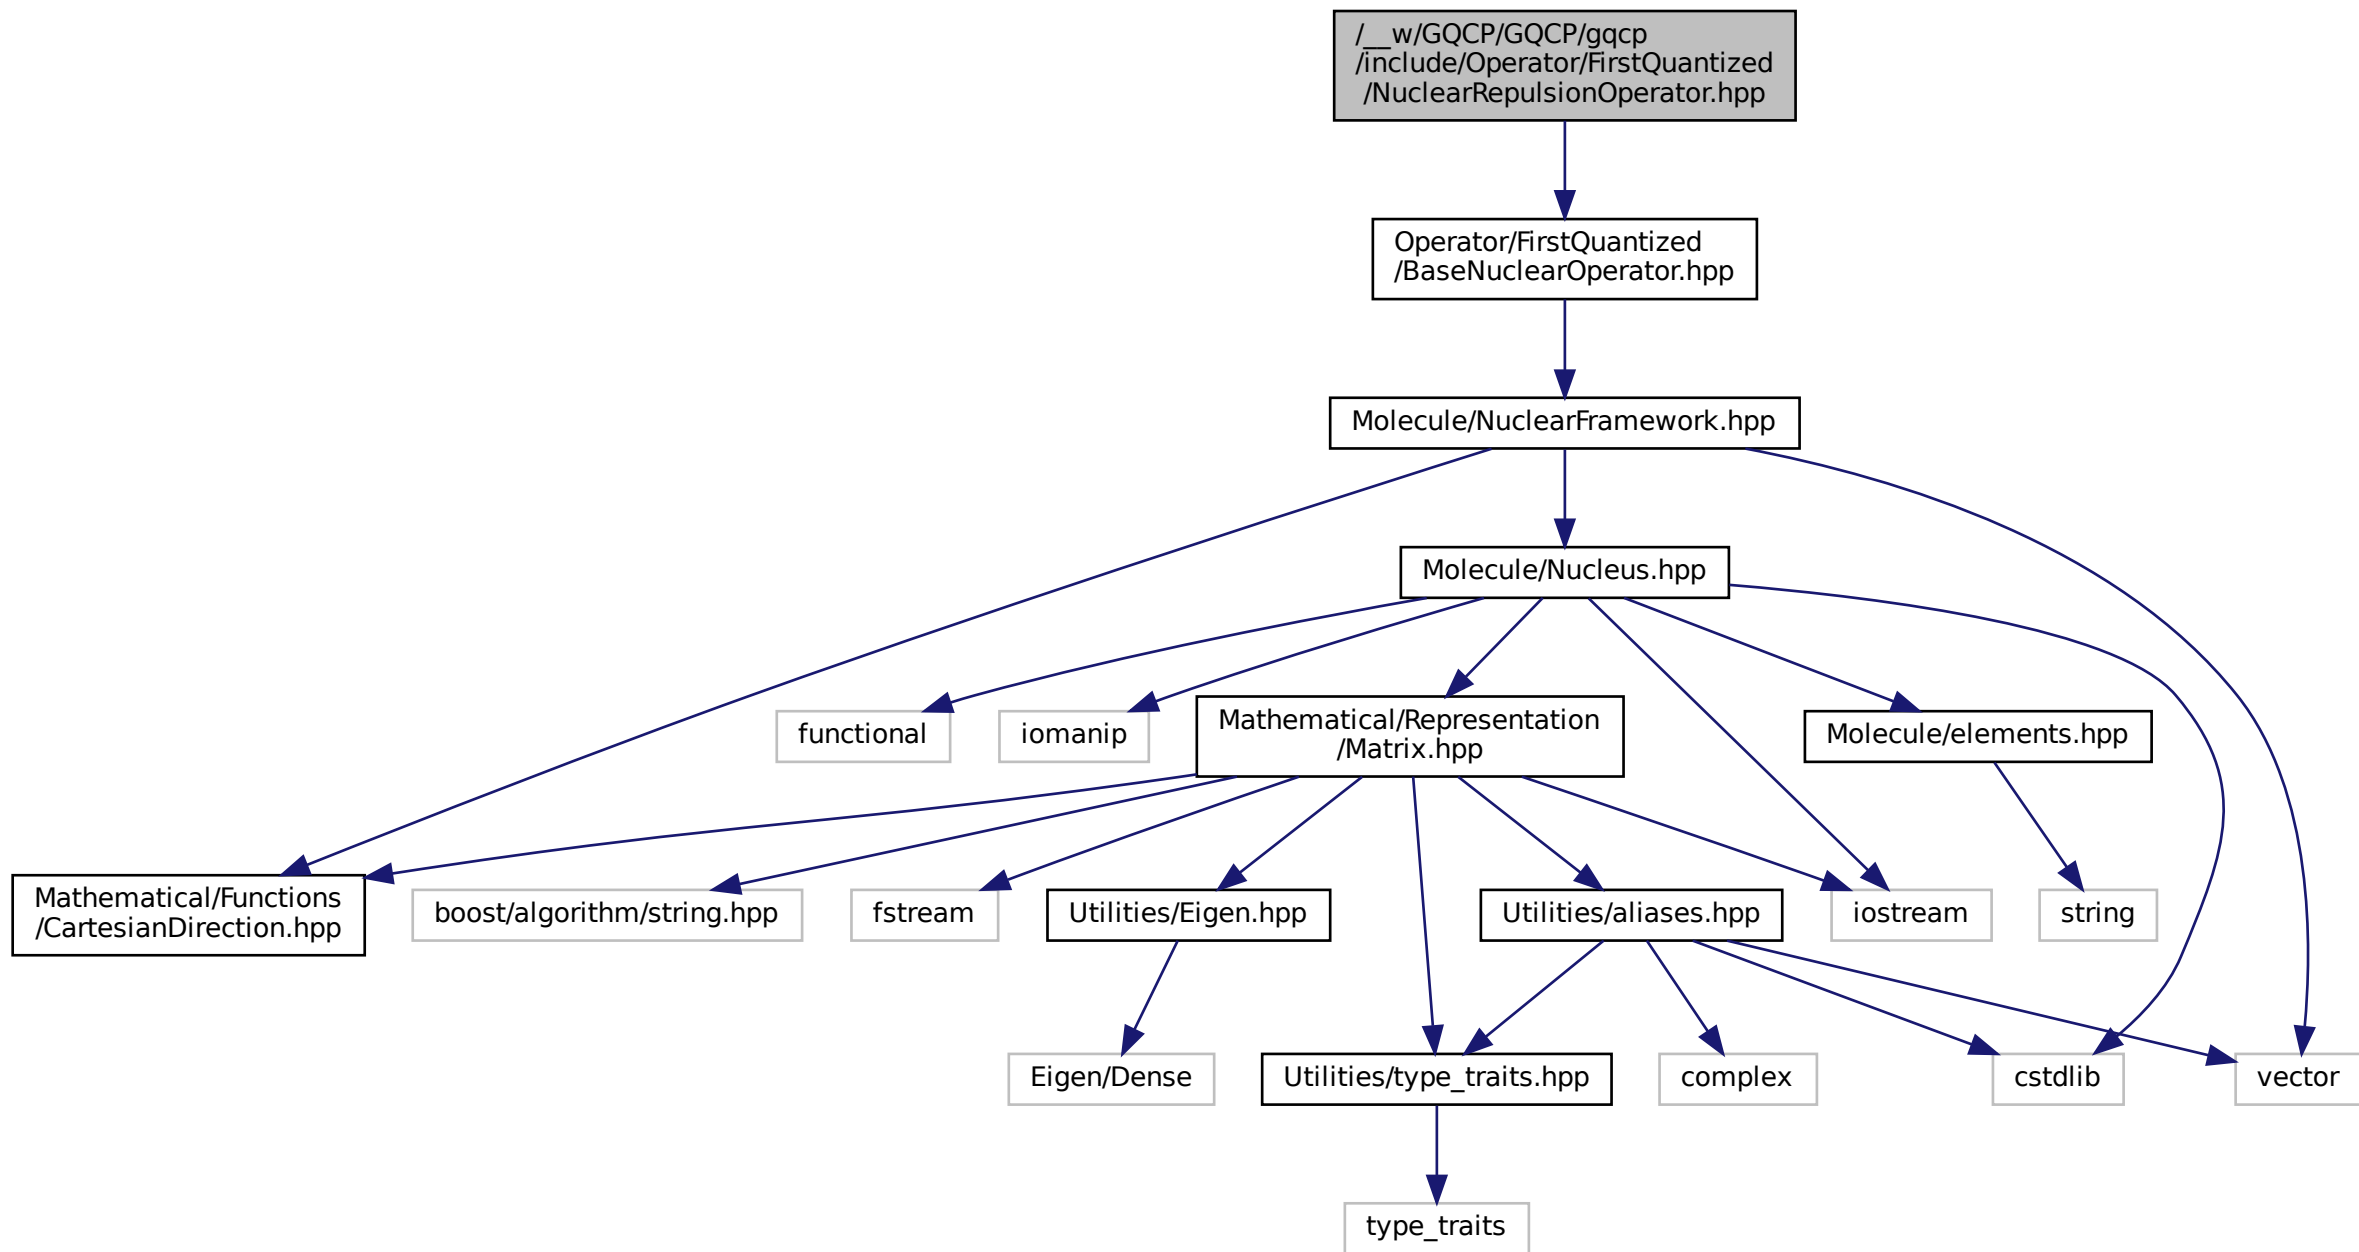 /__w/GQCP/GQCP/gqcp
/include/Operator/FirstQuantized
/NuclearRepulsionOperator.hpp
Operator/FirstQuantized
/BaseNuclearOperator.hpp
Molecule/NuclearFramework.hpp
Molecule/Nucleus.hpp
functional
iomanip
Mathematical/Representation
/Matrix.hpp
Molecule/elements.hpp
Mathematical/Functions
/CartesianDirection.hpp
boost/algorithm/string.hpp
fstream
Utilities/Eigen.hpp
Utilities/aliases.hpp
iostream
string
Eigen/Dense
Utilities/type_traits.hpp
complex
cstdlib
vector
type_traits